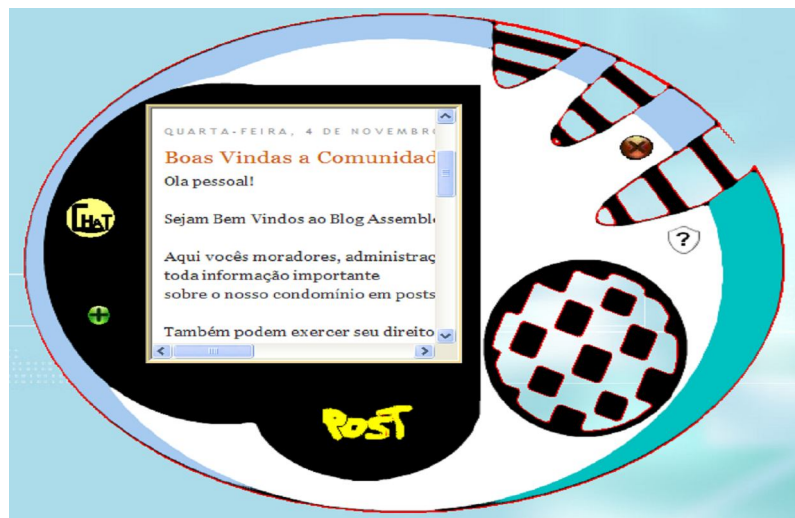 QUARTA-FEIRA, 4 DE NOVEMBRO
Boas Vindas a Comunidad
Ola pessoal!
Sejam Bem Vindos ao Blog Assemble
Aqui vocês moradores, administraç
toda informação importante
sobre o nosso condomínio em posts
Também podem exercer seu direito
CHAT
?
POST